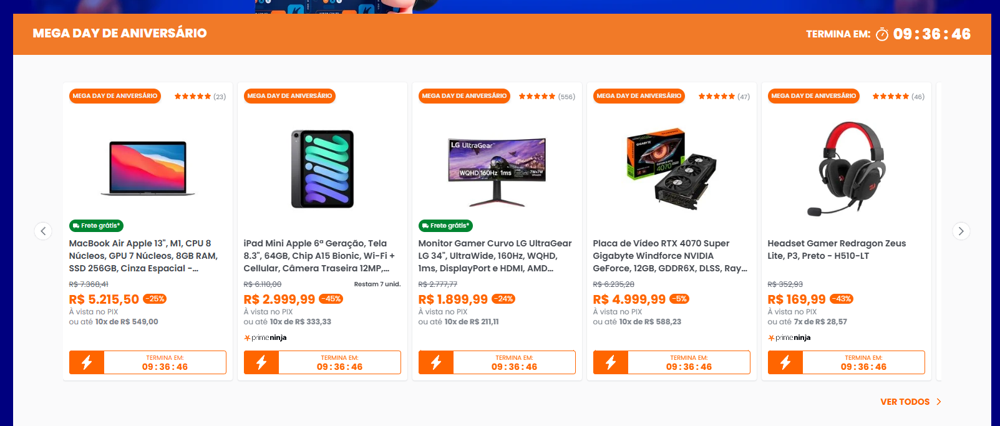 MEGA DAY DE ANIVERSÁRIO
TERMINA EM: 09 : 36 : 46
MEGA DAY DE ANIVERSÁRIO
(23)
Frete grátis*
MacBook Air Apple 13", M1, CPU 8
Núcleos, GPU 7 Núcleos, 8GB RAM,
SSD 256GB, Cinza Espacial -...
R$ 7.368,41
R$ 5.215,50 -25%
À vista no PIX
ou até 10x de R$ 549,00
TERMINA EM:
09 : 36 : 46
MEGA DAY DE ANIVERSÁRIO
iPad Mini Apple 6ª Geração, Tela
8.3", 64GB, Chip A15 Bionic, Wi-Fi +
Cellular, Câmera Traseira 12MP,...
R$ 6.110,00
Restam 7 unid.
R$ 2.999,99 -45%
À vista no PIX
ou até 10x de R$ 333,33
primeninja
TERMINA EM:
09 : 36 : 46
MEGA DAY DE ANIVERSÁRIO
(556)
LG UltraGear
WQHD 160Hz 1ms
7W+7W
Frete grátis*
Monitor Gamer Curvo LG UltraGear
LG 34", UltraWide, 160Hz, WQHD,
1ms, DisplayPort e HDMI, AMD...
R$ 2.777,77
R$ 1.899,99 -24%
À vista no PIX
ou até 10x de R$ 211,11
TERMINA EM:
09 : 36 : 46
MEGA DAY DE ANIVERSÁRIO
(47)
GIGABYTE
4070
Placa de Vídeo RTX 4070 Super
Gigabyte Windforce NVIDIA
GeForce, 12GB, GDDR6X, DLSS, Ray...
R$ 6.235,28
R$ 4.999,99 -5%
À vista no PIX
ou até 10x de R$ 588,23
TERMINA EM:
09 : 36 : 46
MEGA DAY DE ANIVERSÁRIO
(46)
Headset Gamer Redragon Zeus
Lite, P3, Preto - H510-LT
R$ 352,93
R$ 169,99 -43%
À vista no PIX
ou até 7x de R$ 28,57
primeninja
TERMINA EM:
09 : 36 : 46
VER TODOS